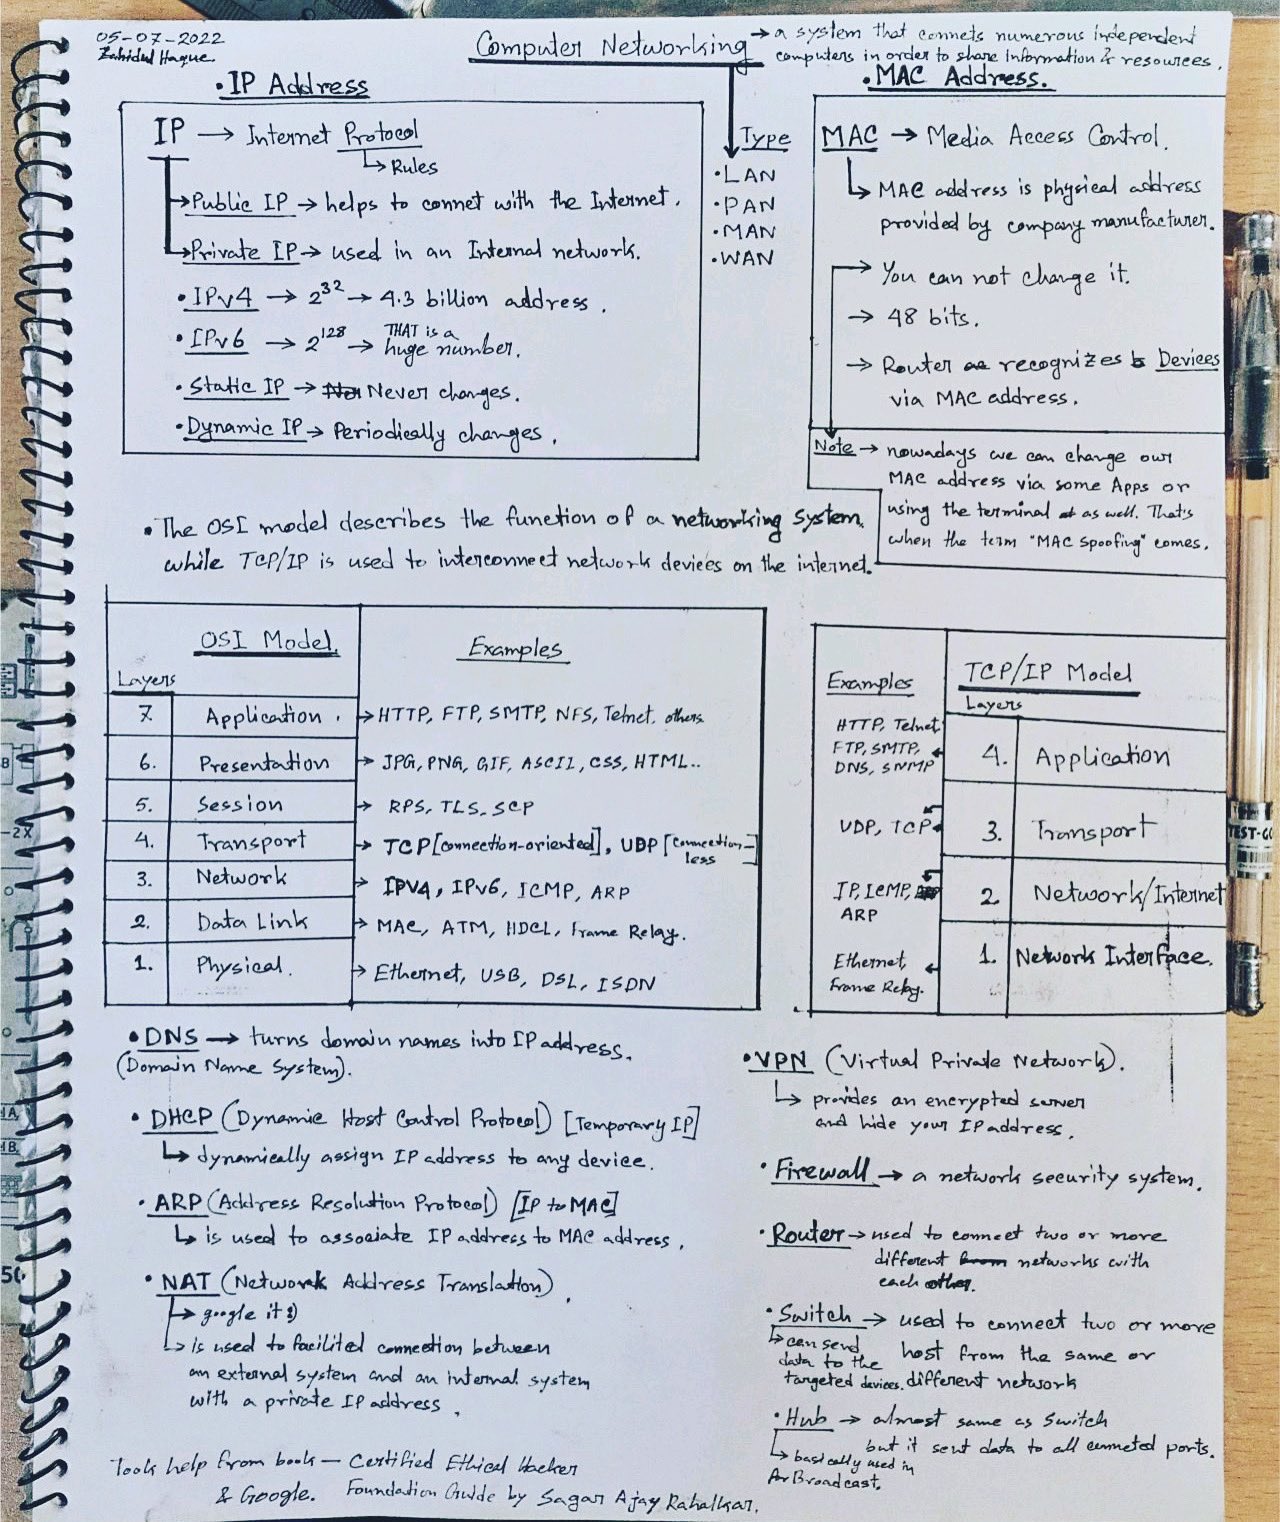 05-07-2022
Zahidul Haque
Computer Networking → a system that connets numerous independent
computers in order to share information & resources.
• IP Address
IP → Internet Protocol
↳ Rules
Public IP → helps to connet with the Internet.
Private IP → used in an Internal network.
• IPv4 → 2^32 → 4.3 billion address.
• IPv6 → 2^128 → THAT is a
huge number.
• Static IP → Never changes.
• Dynamic IP → Periodically changes.
Type
• LAN
• PAN
• MAN
• WAN
• MAC Address.
MAC → Media Access Control.
↳ MAC address is physical address
provided by company manufacturer.
→ You can not change it.
→ 48 bits.
→ Router recognizes Devices
via MAC address.
Note → nowadays we can change our
MAC address via some Apps or
using the terminal as well. That's
when the term "MAC spoofing" comes.
• The OSI model describes the function of a networking system.
while TCP/IP is used to interconnect network devices on the internet.
OSI Model. Examples
Layers
7. Application. → HTTP, FTP, SMTP, NFS, Telnet. others.
6. Presentation → JPG, PNG, GIF, ASCII, CSS, HTML..
5. Session → RPS, TLS, SCP
4. Transport → TCP [connection-oriented], UDP [connection-
less]
3. Network → IPV4, IPv6, ICMP, ARP
2. Data Link → MAC, ATM, HDCL, Frame Relay.
1. Physical. → Ethernet, USB, DSL, ISDN
Examples TCP/IP Model
Layers
HTTP, Telnet
FTP, SMTP, 4. Application
DNS, SNMP
UDP, TCP 3. Transport
IP, ICMP, 2. Network/Internet
ARP
Ethernet, 1. Network Interface.
Frame Relay.
• DNS → turns domain names into IP address.
(Domain Name System).
• DHCP (Dynamic Host Control Protocol) [Temporary IP]
↳ dynamically assign IP address to any device.
• ARP (Address Resolution Protocol) [IP to MAC]
↳ is used to associate IP address to MAC address.
• NAT (Network Address Translation).
→ google it :)
↳ is used to facilited connection between
an external system and an internal system
with a private IP address.
• VPN (Virtual Private Network).
↳ provides an encrypted server
and hide your IP address.
• Firewall → a network security system.
• Router → used to connect two or more
different networks with
each other.
• Switch → used to connect two or more
host from the same or
different network
↳ can send
data to the
targeted devices.
• Hub → almost same as Switch
but it sent data to all conneted ports.
↳ basically used in
for Broadcast.
Took help from book — Certified Ethical Hacker
& Google. Foundation Guide by Sagar Ajay Rahalkar.
TEST-GO